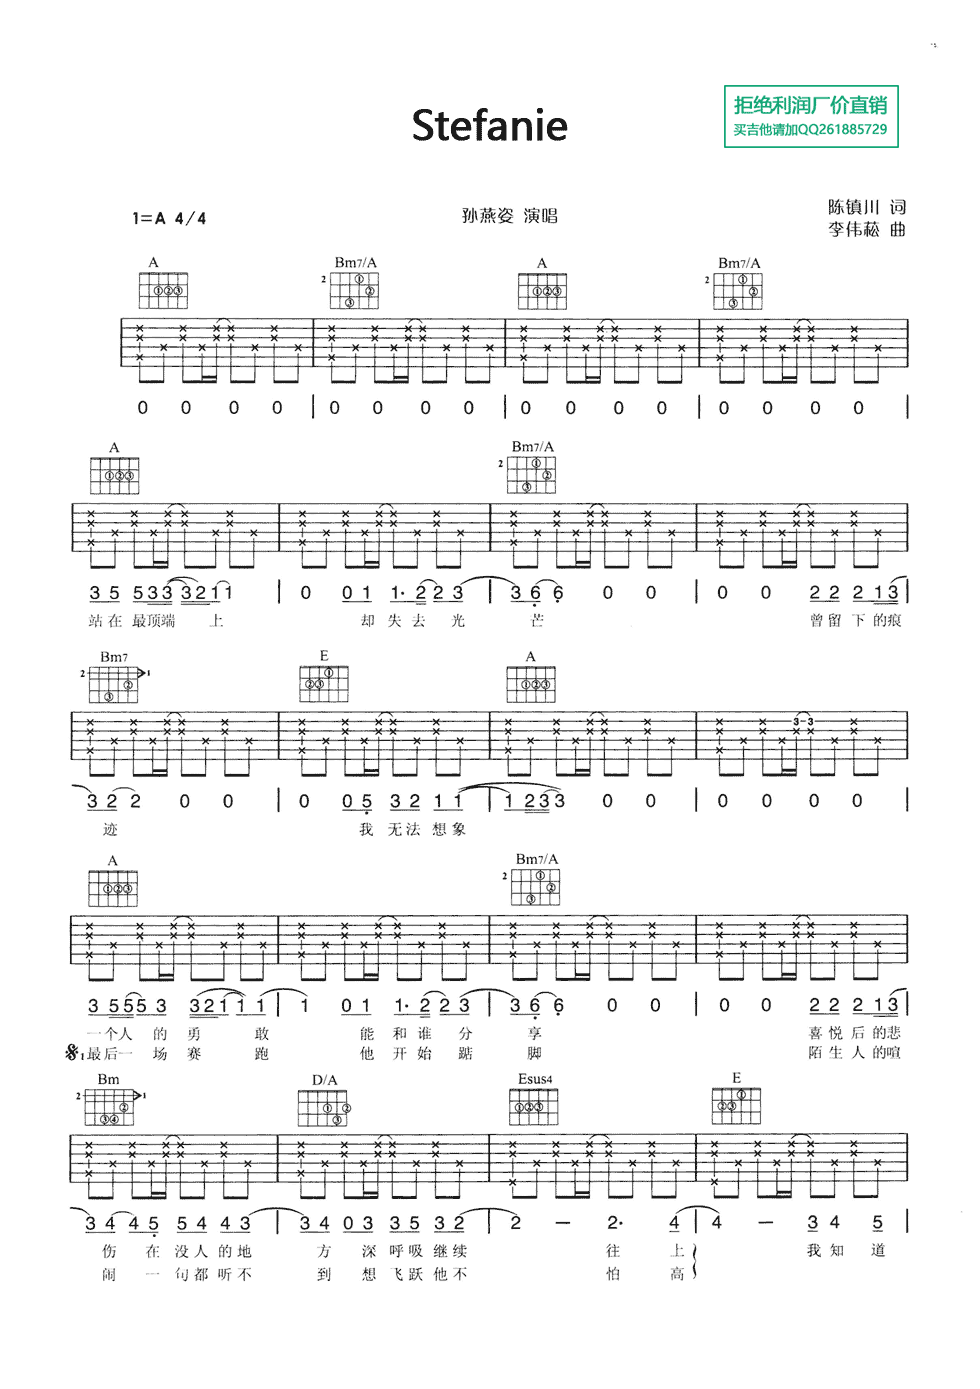 拒绝利润厂价直销
买吉他请加QQ261885729
Stefanie
1=A 4/4
孙燕姿 演唱
陈镇川 词
李伟菘 曲
A Bm7/A A Bm7/A
0 0 0 0 | 0 0 0 0 | 0 0 0 0 | 0 0 0 0 |
A Bm7/A
3 5 5 3 3 3 2 1 1 | 0 0 1 1· 2 2 3 | 3 6 6 0 0 | 0 0 2 2 2 1 3
站 在 最 顶 端 上 却 失 去 光 芒 曾 留 下 的 痕
Bm7 E A
3 2 2 0 0 | 0 0 5 3 2 1 1 | 1 2 3 3 0 0 | 0 0 0 0 |
迹 我 无 法 想 象
A Bm7/A
3 5 5 5 3 3 2 1 1 1 | 1 0 1 1· 2 2 3 | 3 6 6 0 0 | 0 0 2 2 2 1 3
一 个 人 的 勇 敢 能 和 谁 分 享 喜 悦 后 的 悲
1 最 后 一 场 赛 跑 他 开 始 踮 脚 陌 生 人 的 喧
Bm D/A Esus4 E
3 4 4 5 5 4 4 3 | 3 4 0 3 3 5 3 2 | 2 – 2· 4 | 4 – 3 4 5 |
伤 在 没 人 的 地 方 深 呼 吸 继 续 往 上 我 知 道
闹 一 句 都 听 不 到 想 飞 跃 他 不 怕 高